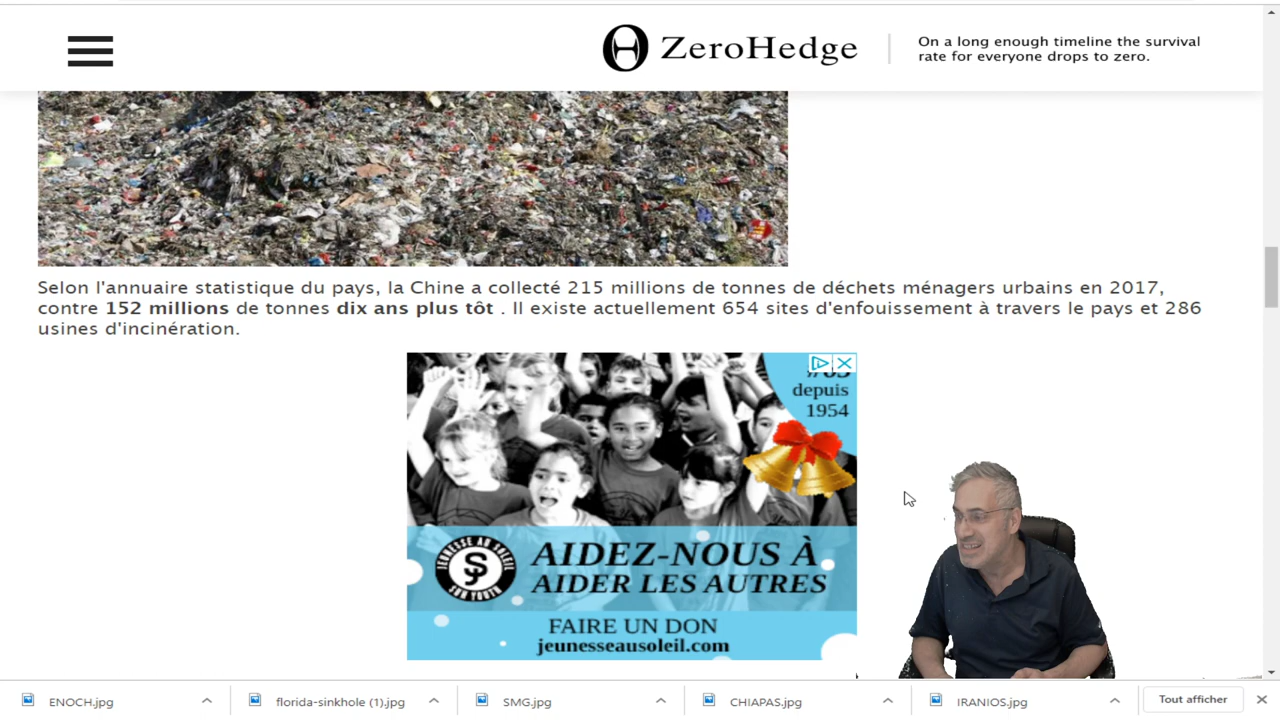 ZeroHedge
On a long enough timeline the survival
rate for everyone drops to zero.
Selon l'annuaire statistique du pays, la Chine a collecté 215 millions de tonnes de déchets ménagers urbains en 2017,
contre 152 millions de tonnes dix ans plus tôt . Il existe actuellement 654 sites d'enfouissement à travers le pays et 286
usines d'incinération.
depuis
1954
JEUNESSE AU SOLEIL
SUN YOUTH
AIDEZ-NOUS À
AIDER LES AUTRES
FAIRE UN DON
jeunesseausoleil.com
ENOCH.jpg
florida-sinkhole (1).jpg
SMG.jpg
CHIAPAS.jpg
IRANIOS.jpg
Tout afficher